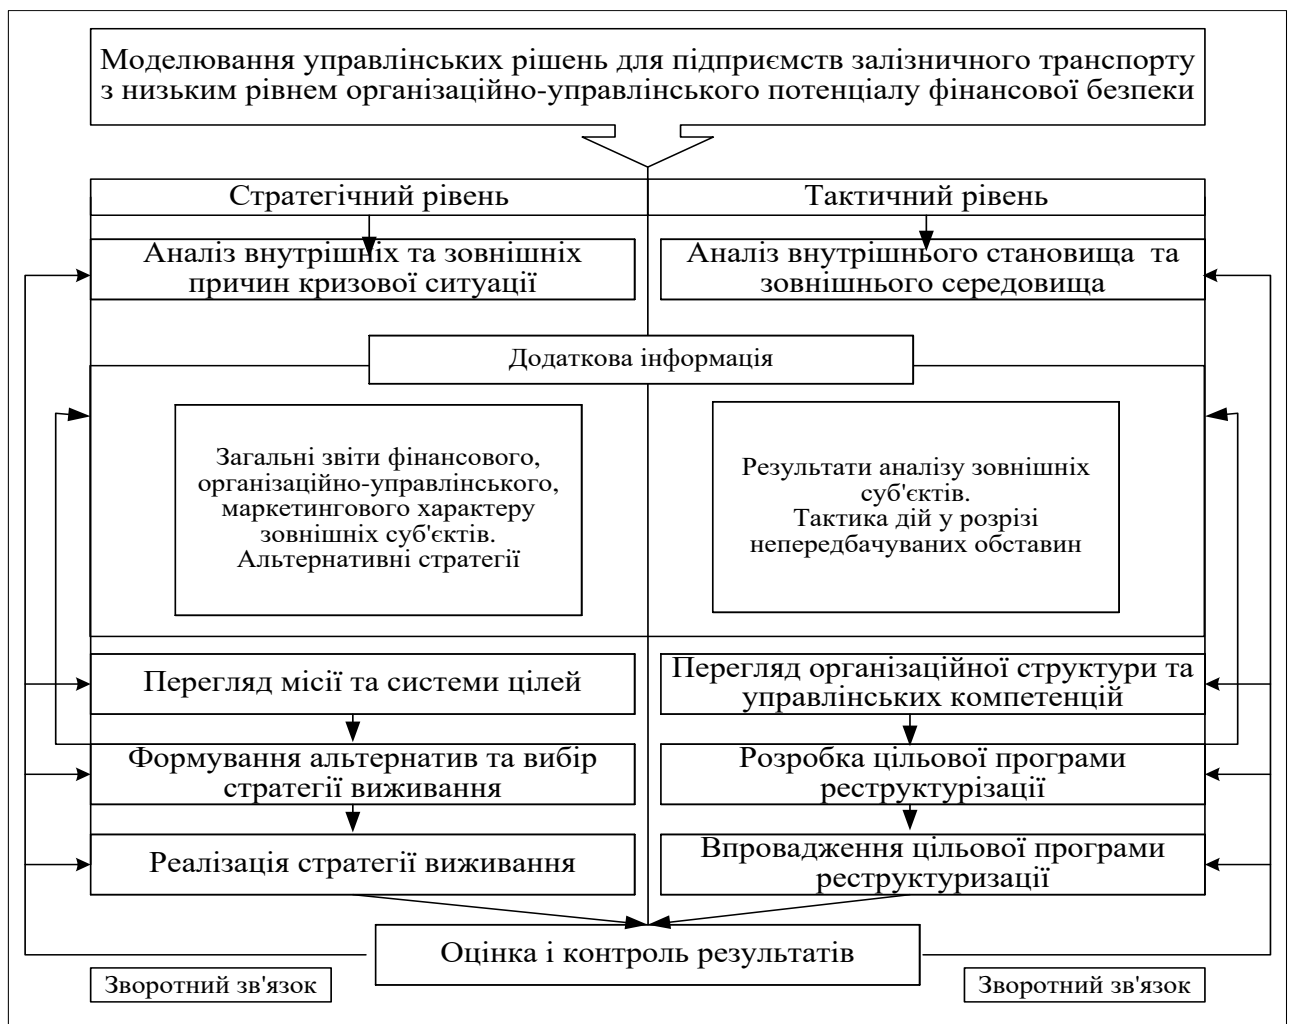 Моделювання управлінських рішень для підприємств залізничного транспорту
з низьким рівнем організаційно-управлінського потенціалу фінансової безпеки
Стратегічний рівень
Тактичний рівень
Аналіз внутрішніх та зовнішніх
причин кризової ситуації
Аналіз внутрішнього становища та
зовнішнього середовища
Додаткова інформація
Загальні звіти фінансового,
організаційно-управлінського,
маркетингового характеру
зовнішніх суб'єктів.
Альтернативні стратегії
Результати аналізу зовнішніх
суб'єктів.
Тактика дій у розрізі
непередбачуваних обставин
Перегляд місії та системи цілей
Перегляд організаційної структури та
управлінських компетенцій
Формування альтернатив та вибір
стратегії виживання
Розробка цільової програми
реструктурізації
Реалізація стратегії виживання
Впровадження цільової програми
реструктуризації
Оцінка і контроль результатів
Зворотний зв'язок
Зворотний зв'язок